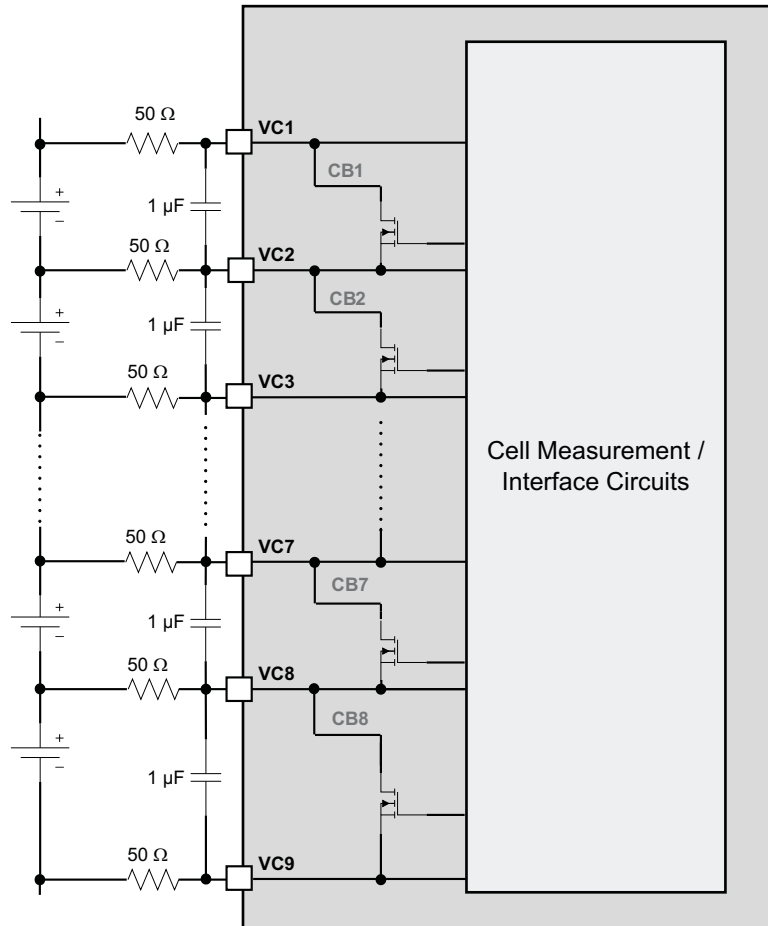 50 Ω
VC1
CB1
1 µF
50 Ω
VC2
CB2
1 µF
50 Ω
VC3
Cell Measurement /
Interface Circuits
50 Ω
VC7
CB7
1 µF
50 Ω
VC8
CB8
1 µF
50 Ω
VC9
+
–
+
–
+
–
+
–